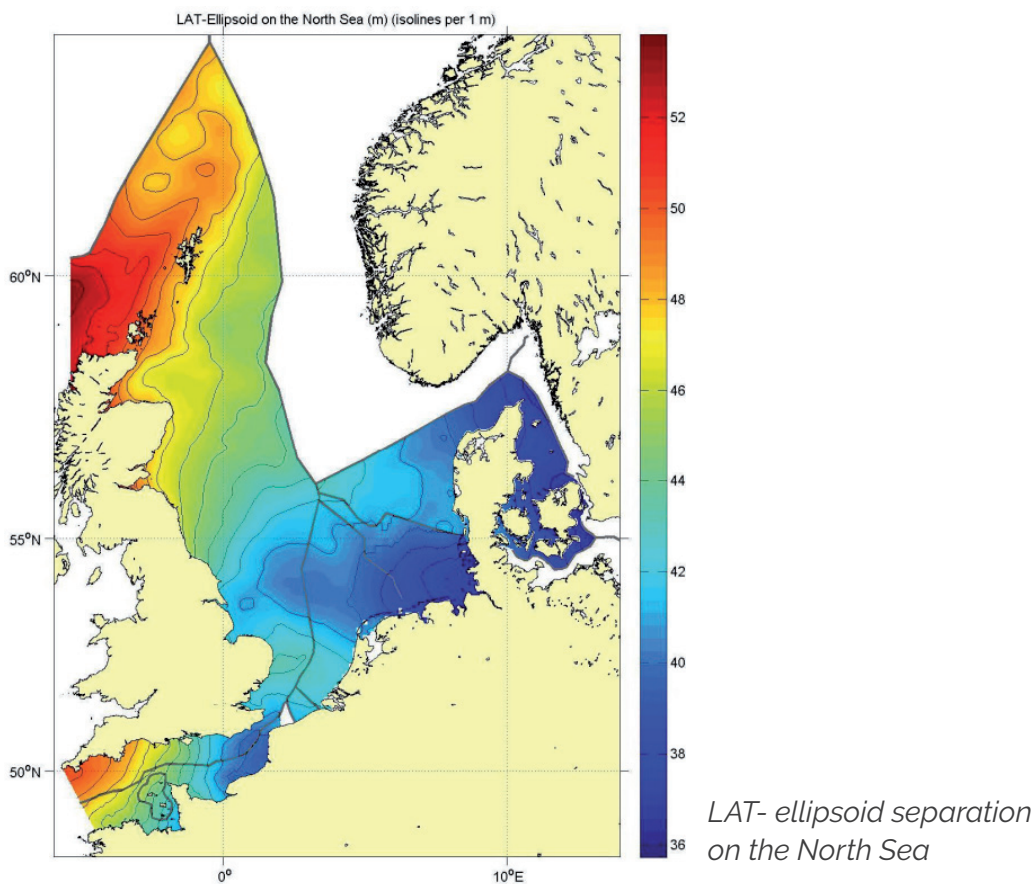 LAT-Ellipsoid on the North Sea (m) (isolines per 1 m)
52
50
48
46
44
42
40
38
36
60°N
55°N
50°N
0°
10°E
LAT- ellipsoid separation
on the North Sea